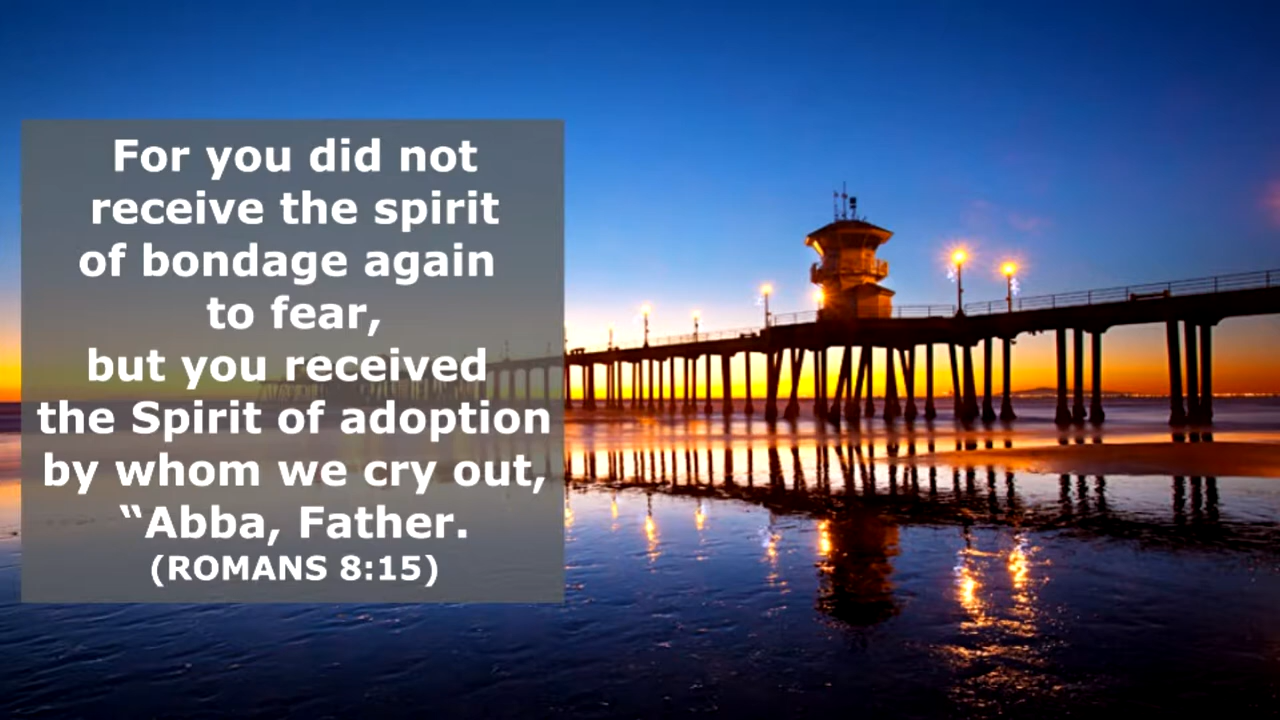 For you did not
receive the spirit
of bondage again
to fear,
but you received
the Spirit of adoption
by whom we cry out,
“Abba, Father.
(ROMANS 8:15)